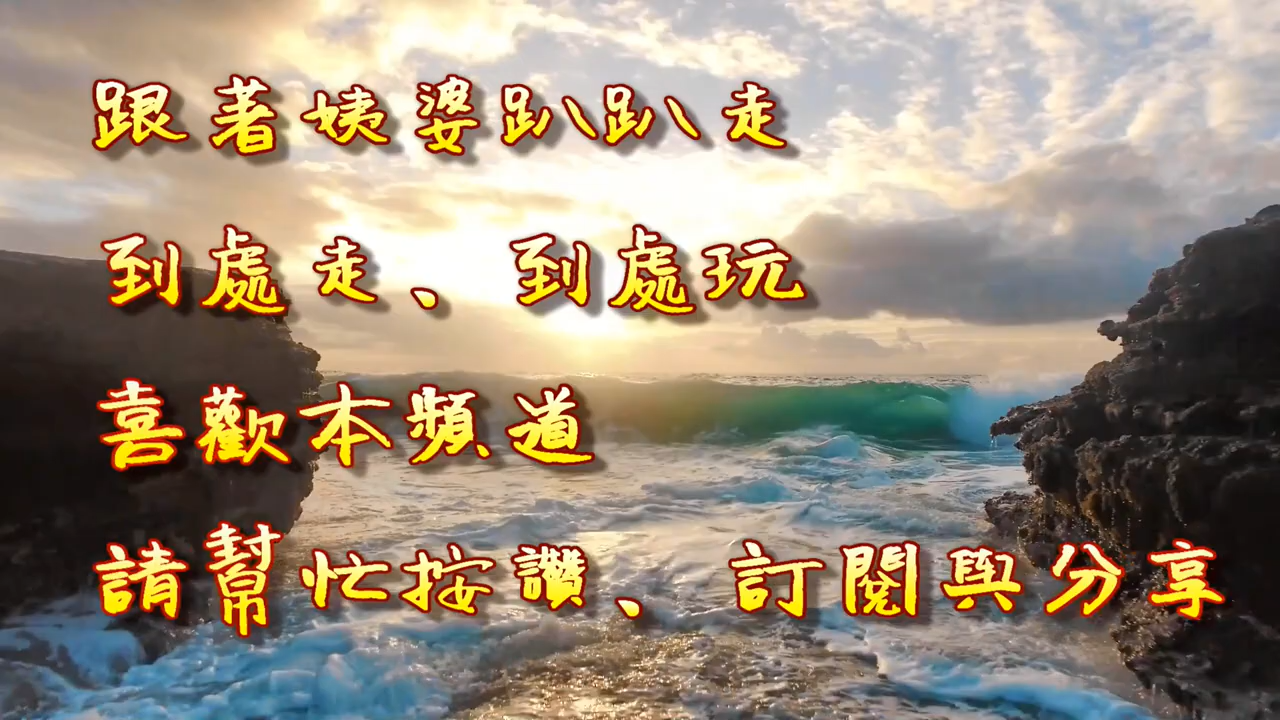 跟著姨婆趴趴走
到處走、到處玩
喜歡本頻道
請幫忙按讚、訂閱與分享